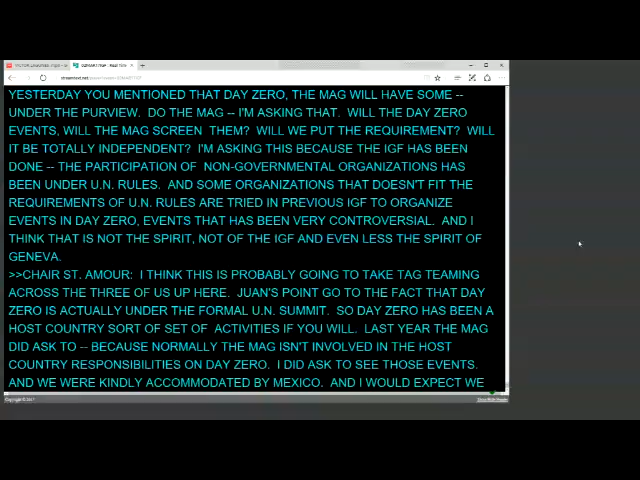 YESTERDAY YOU MENTIONED THAT DAY ZERO, THE MAG WILL HAVE SOME --
UNDER THE PURVIEW.  DO THE MAG -- I'M ASKING THAT.  WILL THE DAY ZERO
EVENTS, WILL THE MAG SCREEN  THEM?  WILL WE PUT THE REQUIREMENT?  WILL
IT BE TOTALLY INDEPENDENT?  I'M ASKING THIS BECAUSE THE IGF HAS BEEN
DONE -- THE PARTICIPATION OF  NON-GOVERNMENTAL ORGANIZATIONS HAS
BEEN UNDER U.N. RULES.  AND SOME ORGANIZATIONS THAT DOESN'T FIT THE
REQUIREMENTS OF U.N. RULES ARE TRIED IN PREVIOUS IGF TO ORGANIZE
EVENTS IN DAY ZERO, EVENTS THAT HAS BEEN VERY CONTROVERSIAL.  AND I
THINK THAT IS NOT THE SPIRIT, NOT OF THE IGF AND EVEN LESS THE SPIRIT OF
GENEVA.
>>CHAIR ST. AMOUR:  I THINK THIS IS PROBABLY GOING TO TAKE TAG TEAMING
ACROSS THE THREE OF US UP HERE.  JUAN'S POINT GO TO THE FACT THAT DAY
ZERO IS ACTUALLY UNDER THE FORMAL U.N. SUMMIT.  SO DAY ZERO HAS BEEN A
HOST COUNTRY SORT OF SET OF  ACTIVITIES IF YOU WILL.  LAST YEAR THE MAG
DID ASK TO -- BECAUSE NORMALLY THE MAG ISN'T INVOLVED IN THE HOST
COUNTRY RESPONSIBILITIES ON DAY ZERO.  I DID ASK TO SEE THOSE EVENTS.
AND WE WERE KINDLY ACCOMMODATED BY MEXICO.  AND I WOULD EXPECT WE